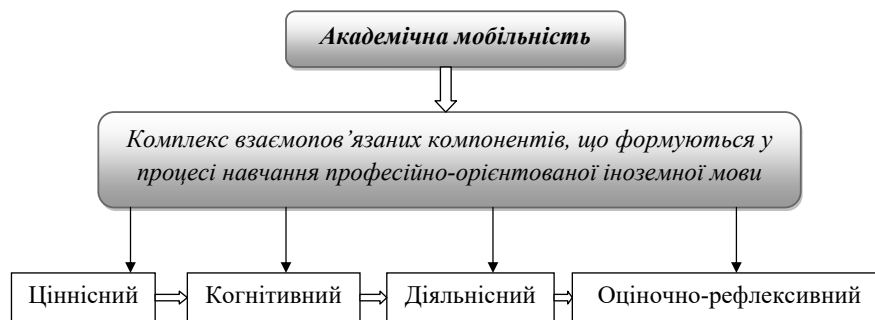 Академічна мобільність
Комплекс взаємопов’язаних компонентів, що формуються у
процесі навчання професійно-орієнтованої іноземної мови
Ціннісний
Когнітивний
Діяльнісний
Оціночно-рефлексивний